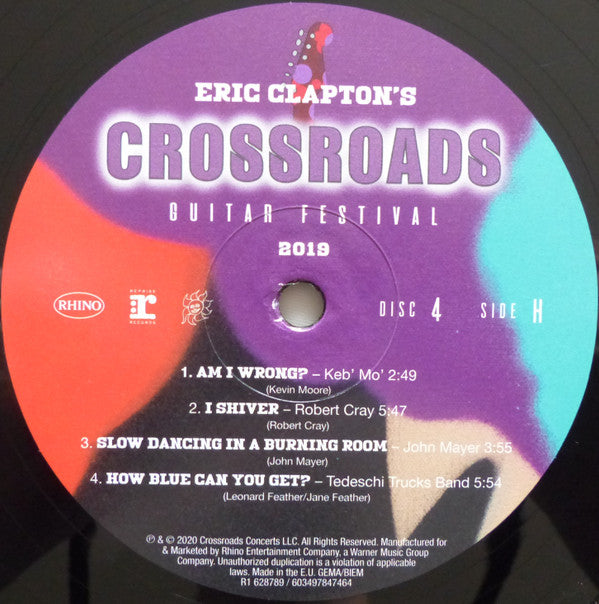 ERIC CLAPTON'S
CROSSROADS
GUITAR FESTIVAL
2019
RHINO
REPRISE
r
RECORDS
DISC 4 SIDE H
1. AM I WRONG? – Keb' Mo' 2:49
(Kevin Moore)
2. I SHIVER – Robert Cray 5:47
(Robert Cray)
3. SLOW DANCING IN A BURNING ROOM – John Mayer 3:55
(John Mayer)
4. HOW BLUE CAN YOU GET? – Tedeschi Trucks Band 5:54
(Leonard Feather/Jane Feather)
℗ & © 2020 Crossroads Concerts LLC. All Rights Reserved. Manufactured for
& Marketed by Rhino Entertainment Company, a Warner Music Group
Company. Unauthorized duplication is a violation of applicable
laws. Made in the E.U. GEMA/BIEM
R1 628789 / 603497847464